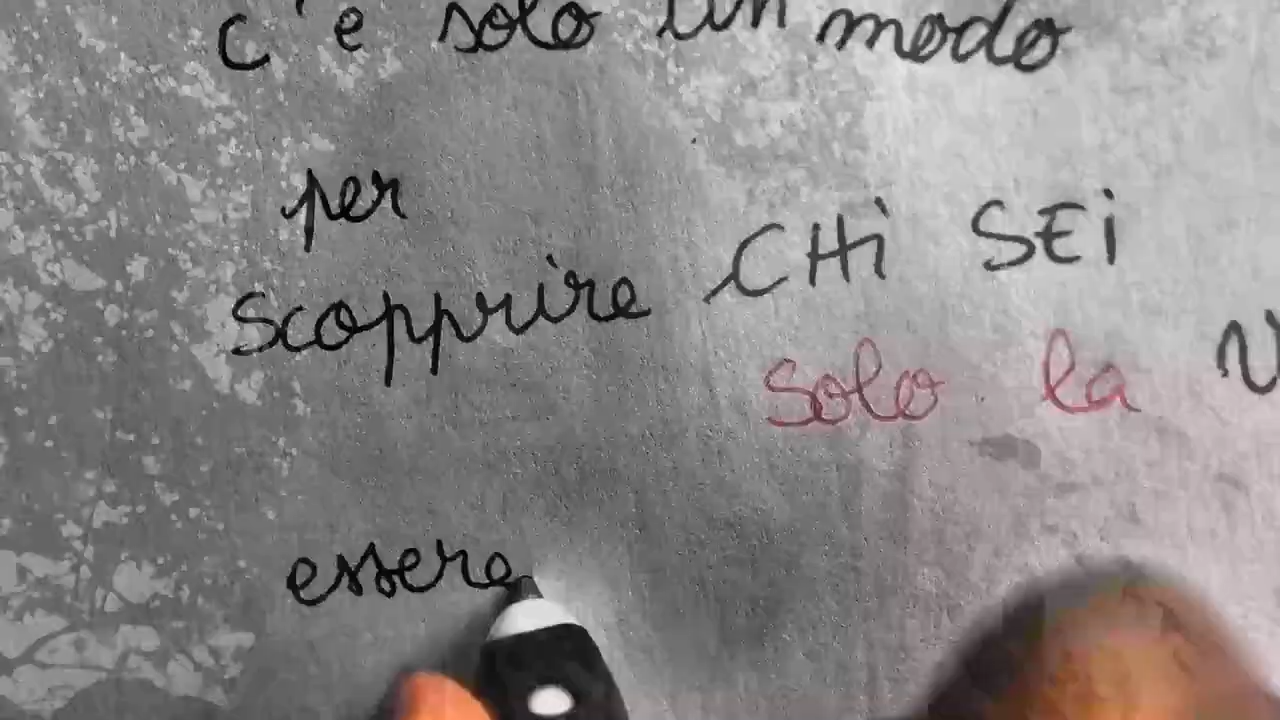 c'è solo un modo
per
scoprire CHi SEi
solo la
essere